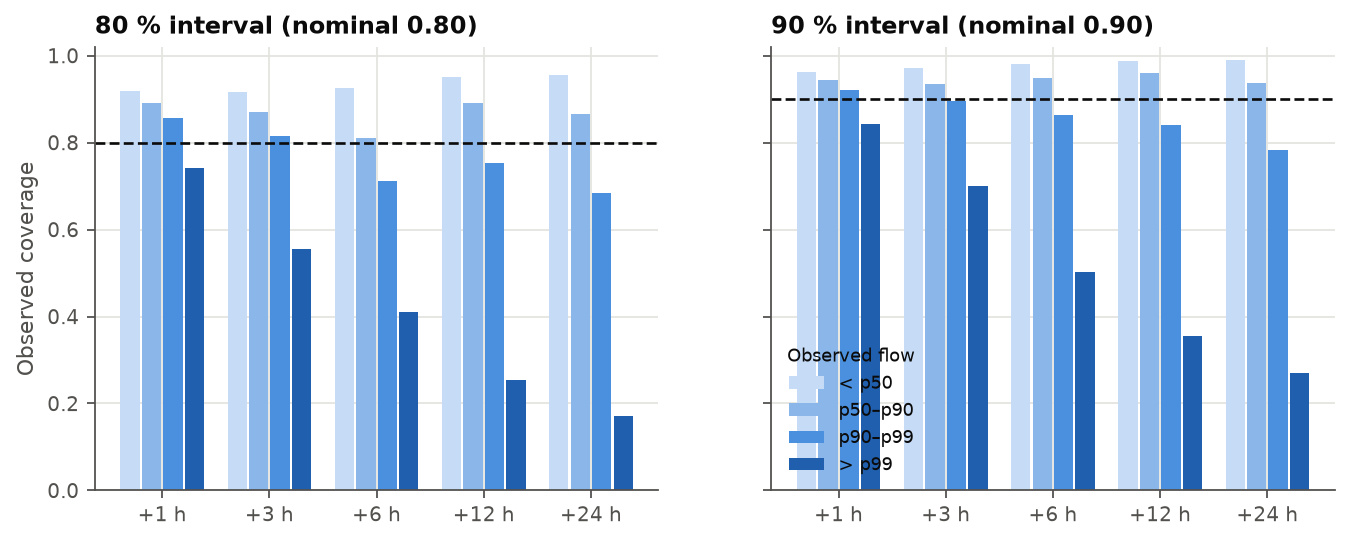 80 % interval (nominal 0.80)
Observed coverage
1.0
0.8
0.6
0.4
0.2
0.0
+1 h
+3 h
+6 h
+12 h
+24 h
90 % interval (nominal 0.90)
Observed flow
< p50
p50–p90
p90–p99
> p99
+1 h
+3 h
+6 h
+12 h
+24 h